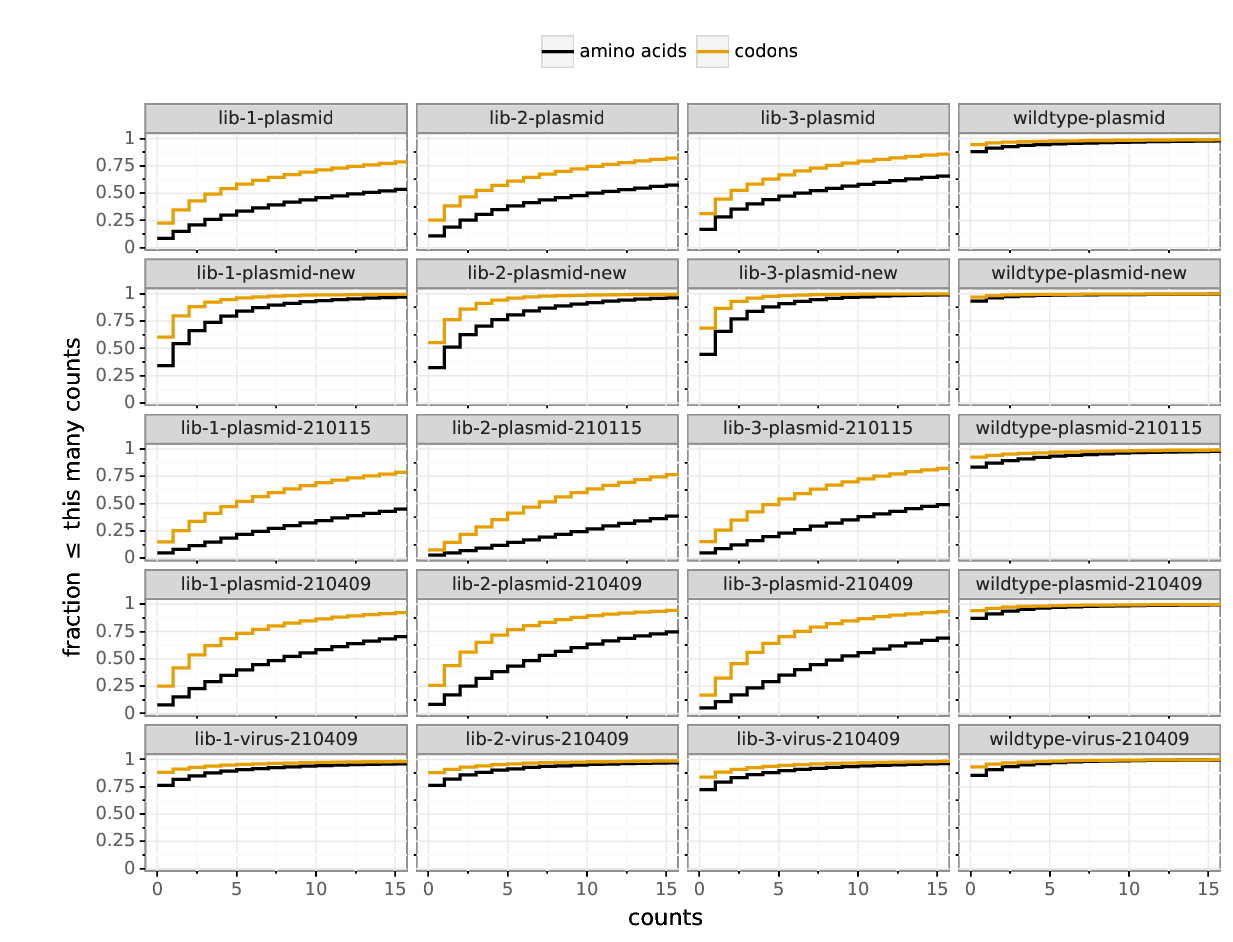 amino acids codons
lib-1-plasmid lib-2-plasmid lib-3-plasmid wildtype-plasmid
1
0.75
0.50
0.25
0
lib-1-plasmid-new lib-2-plasmid-new lib-3-plasmid-new wildtype-plasmid-new
1
0.75
0.50
0.25
0
lib-1-plasmid-210115 lib-2-plasmid-210115 lib-3-plasmid-210115 wildtype-plasmid-210115
1
0.75
0.50
0.25
0
lib-1-plasmid-210409 lib-2-plasmid-210409 lib-3-plasmid-210409 wildtype-plasmid-210409
1
0.75
0.50
0.25
0
lib-1-virus-210409 lib-2-virus-210409 lib-3-virus-210409 wildtype-virus-210409
1
0.75
0.50
0.25
0
0 5 10 15 0 5 10 15 0 5 10 15 0 5 10 15
counts
fraction ≤ this many counts